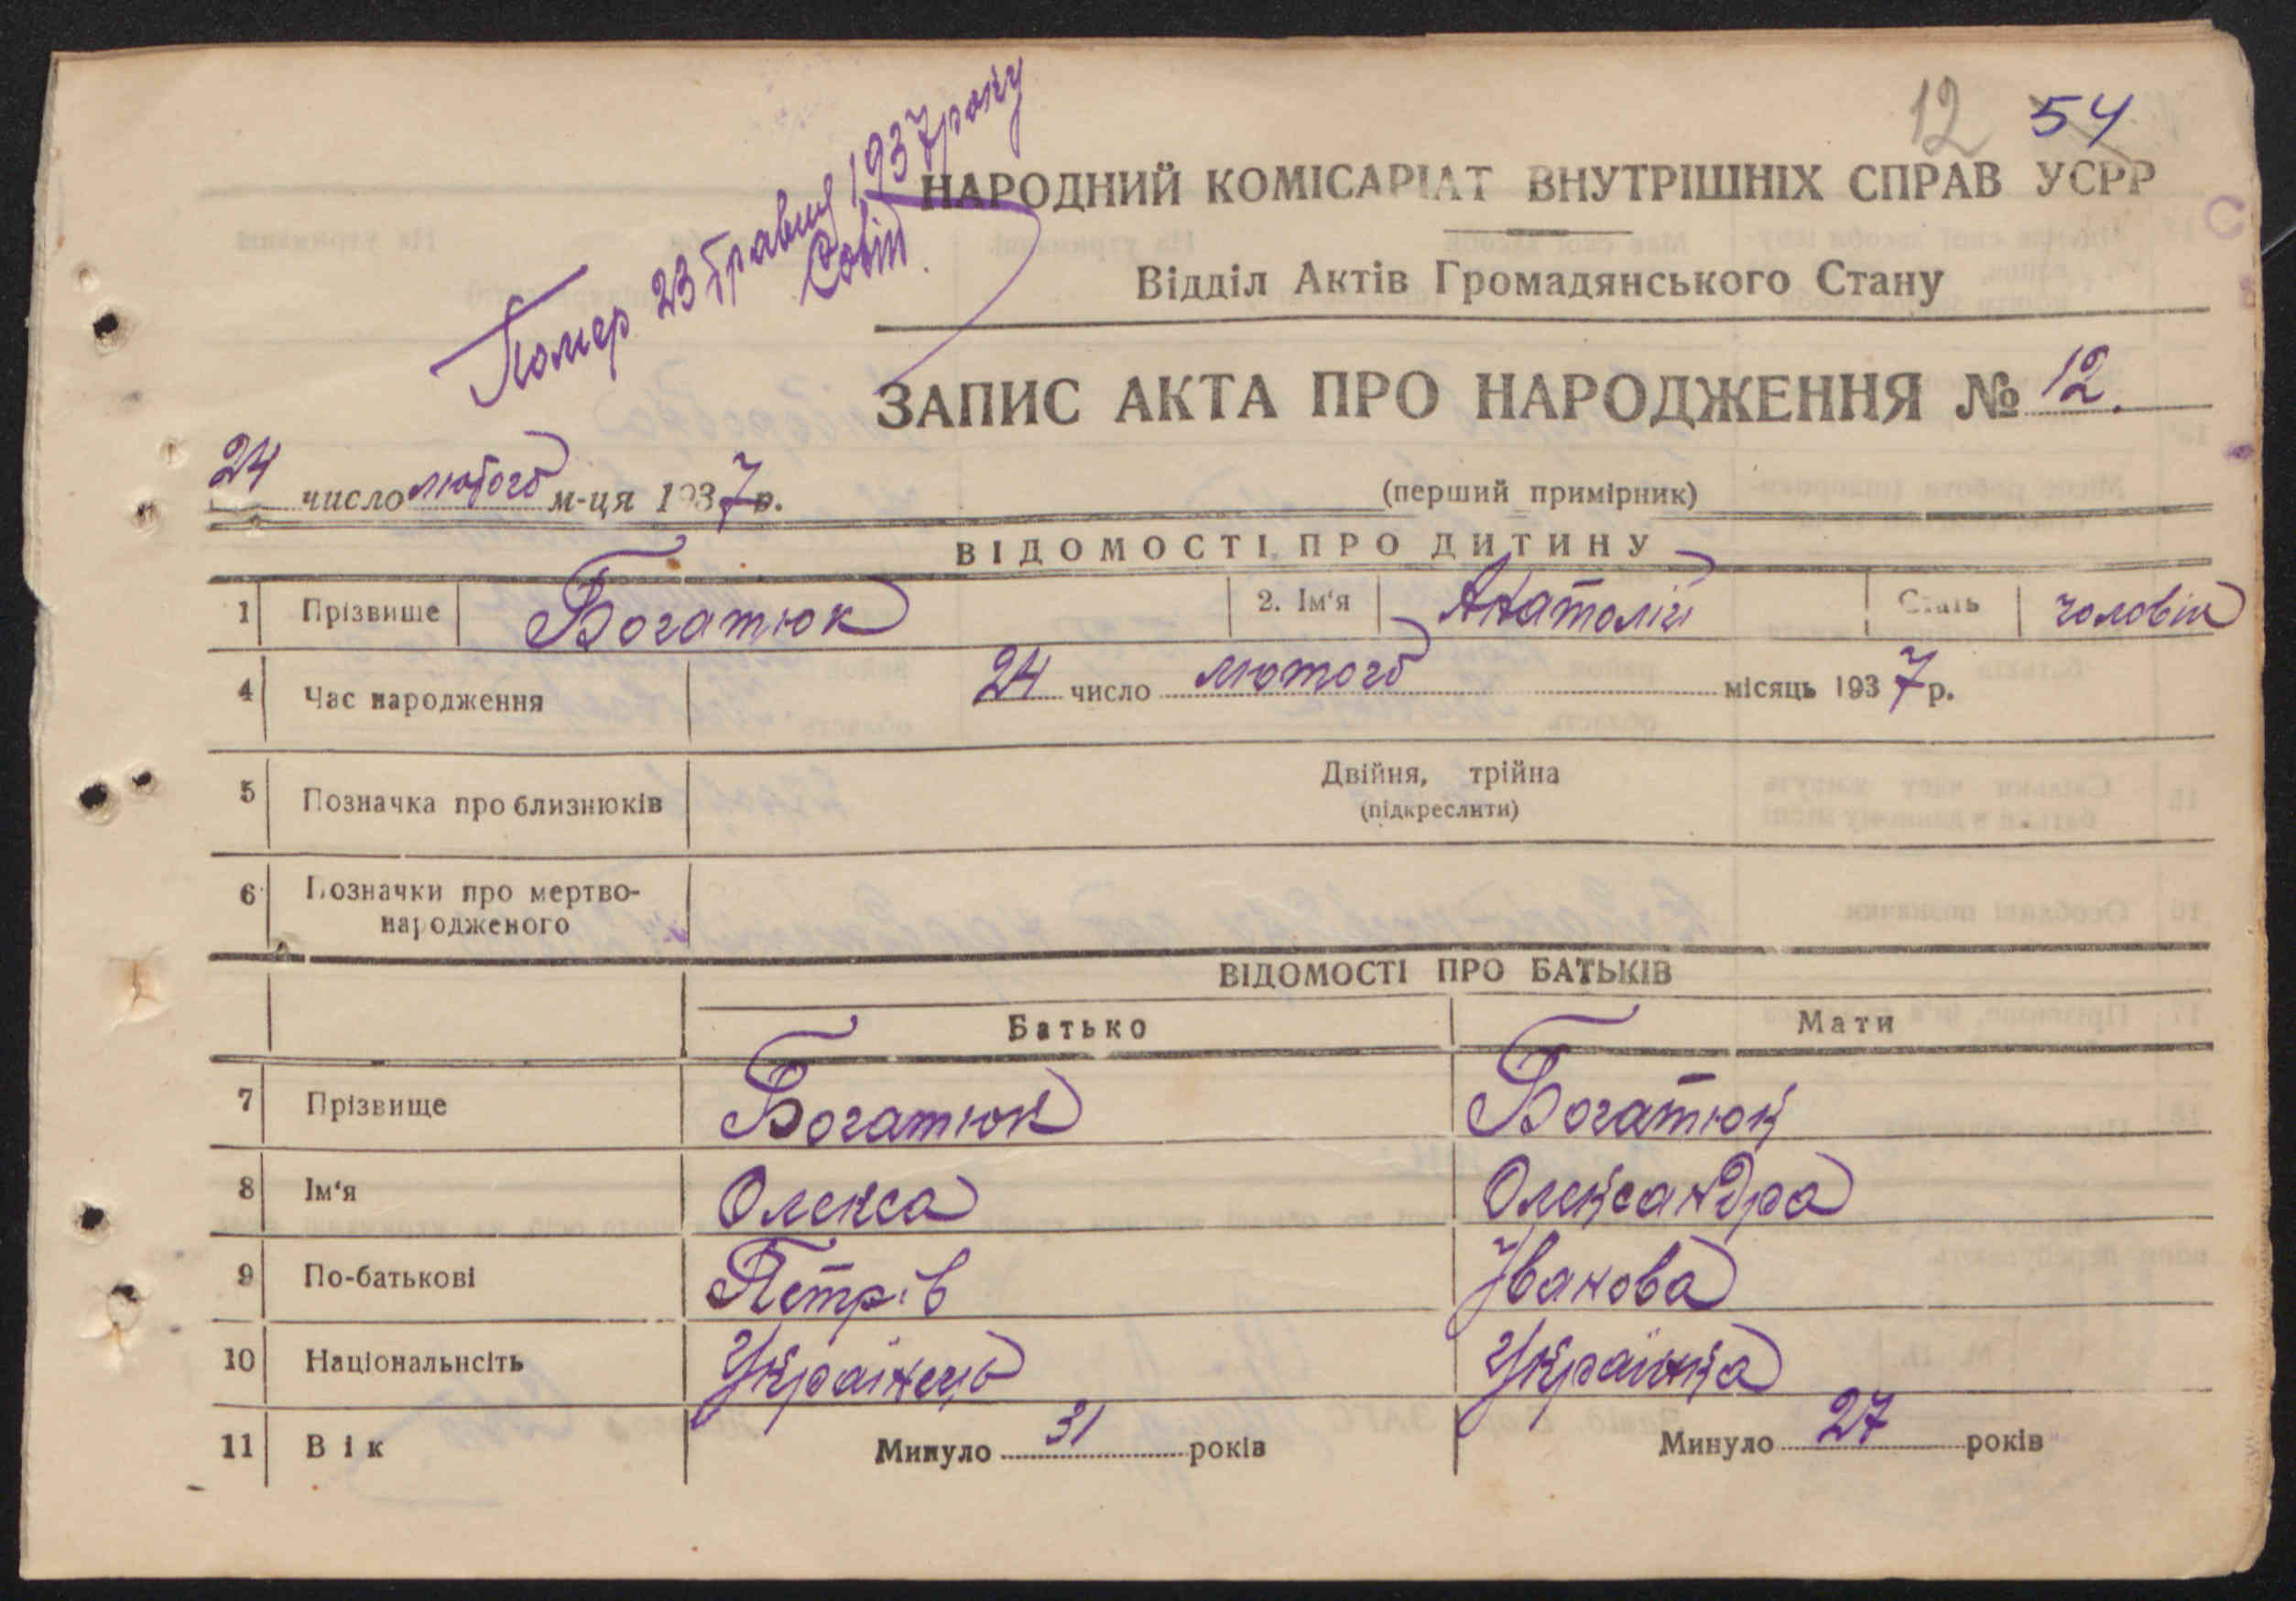 12 54
Помер 23 травня 1937 року
НАРОДНИЙ КОМІСАРІАТ ВНУТРІШНІХ СПРАВ УСРР
Відділ Актів Громадянського Стану
ЗАПИС АКТА ПРО НАРОДЖЕННЯ № 12.
24 число лютого м-ця 1937 р.
(перший примірник)
ВІДОМОСТІ ПРО ДИТИНУ
1 Прізвище Богатюк 2. Ім'я Анатолій Стать чоловіч
4 Час народження 24 число лютого місяць 1937 р.
5 Позначка про близнюків Двійня, трійна
(підкреслити)
6 Позначки про мертво-
народженого
ВІДОМОСТІ ПРО БАТЬКІВ
Батько Мати
7 Прізвище Богатюк Богатюк
8 Ім'я Олекса Олександра
9 По-батькові Петрів Іванова
10 Національнсіть Українець Українка
11 Вік Минуло 31 років Минуло 27 років